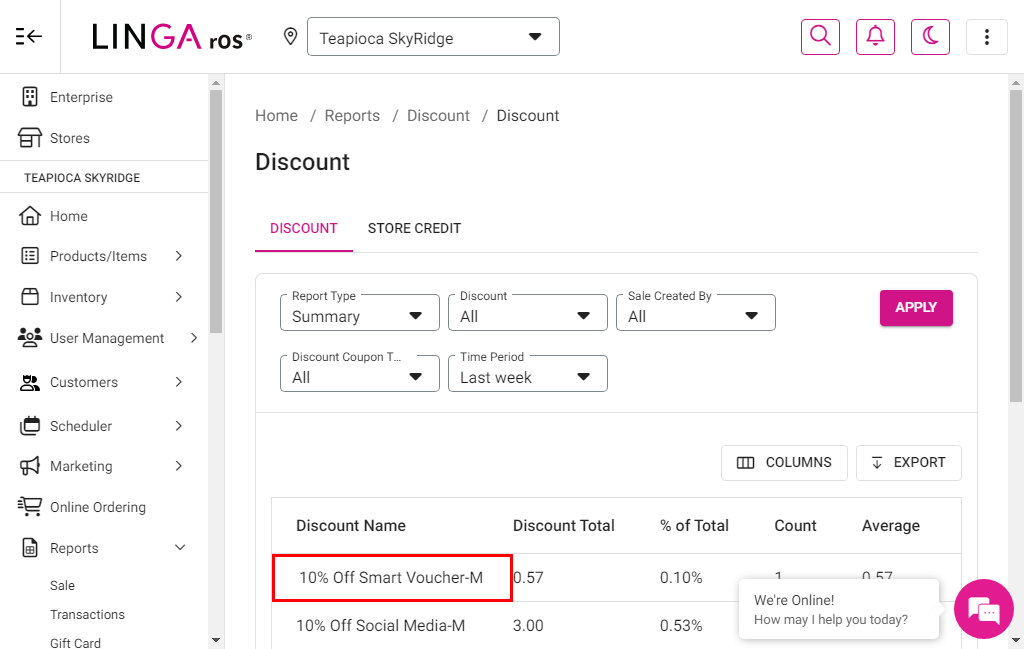 LINGA ros®
Teapioca SkyRidge
Enterprise
Stores
TEAPIOCA SKYRIDGE
Home
Products/Items
Inventory
User Management
Customers
Scheduler
Marketing
Online Ordering
Reports
Sale
Transactions
Gift Card
Home / Reports / Discount / Discount
Discount
DISCOUNT STORE CREDIT
Report Type Discount Sale Created By
Summary All All
APPLY
Discount Coupon T... Time Period
All Last week
COLUMNS EXPORT
Discount Name Discount Total % of Total Count Average
10% Off Smart Voucher-M 0.57 0.10% 1 0.57
10% Off Social Media-M 3.00 0.53%
We're Online!
How may I help you today?